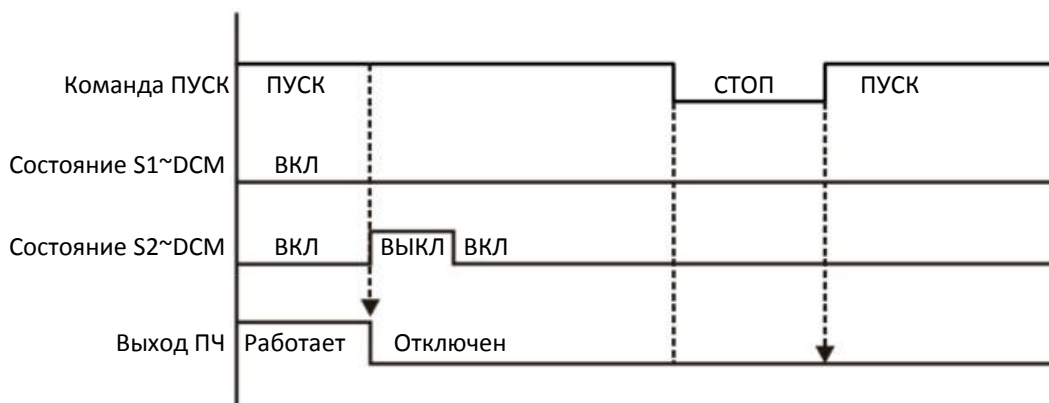 Команда ПУСК ПУСК СТОП ПУСК
Состояние S1~DCM ВКЛ
Состояние S2~DCM ВКЛ ВЫКЛ ВКЛ
Выход ПЧ Работает Отключен